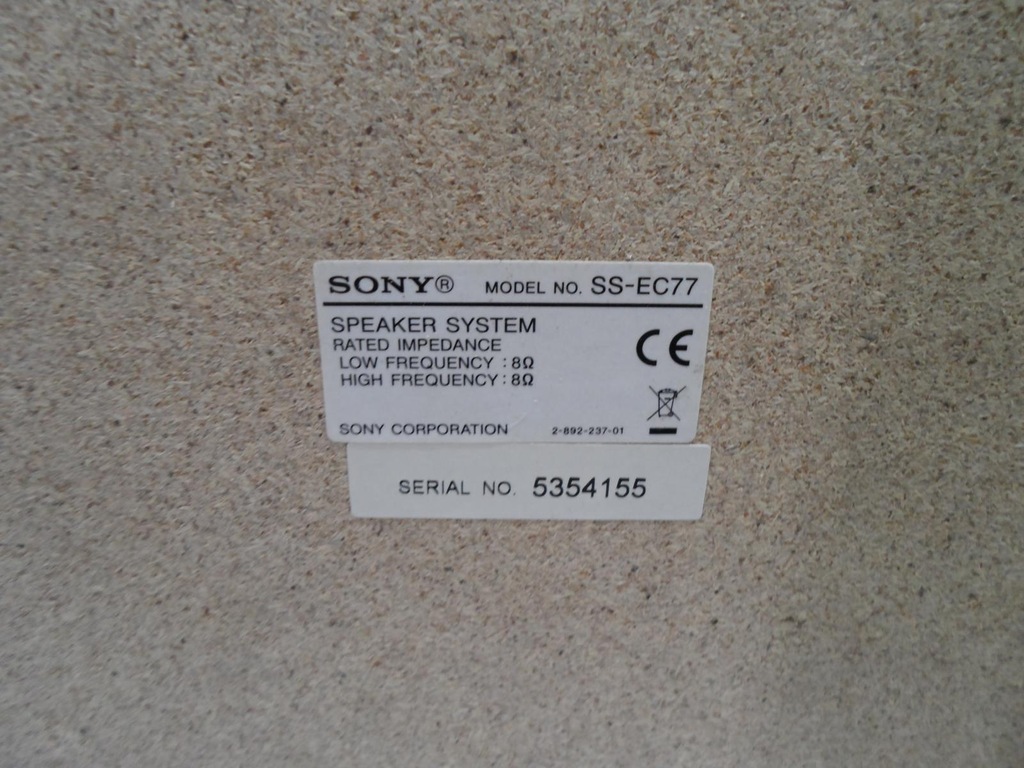 SONY® MODEL NO. SS-EC77
SPEAKER SYSTEM
RATED IMPEDANCE
LOW FREQUENCY : 8Ω
HIGH FREQUENCY : 8Ω
CE
SONY CORPORATION 2-892-237-01
SERIAL NO. 5354155